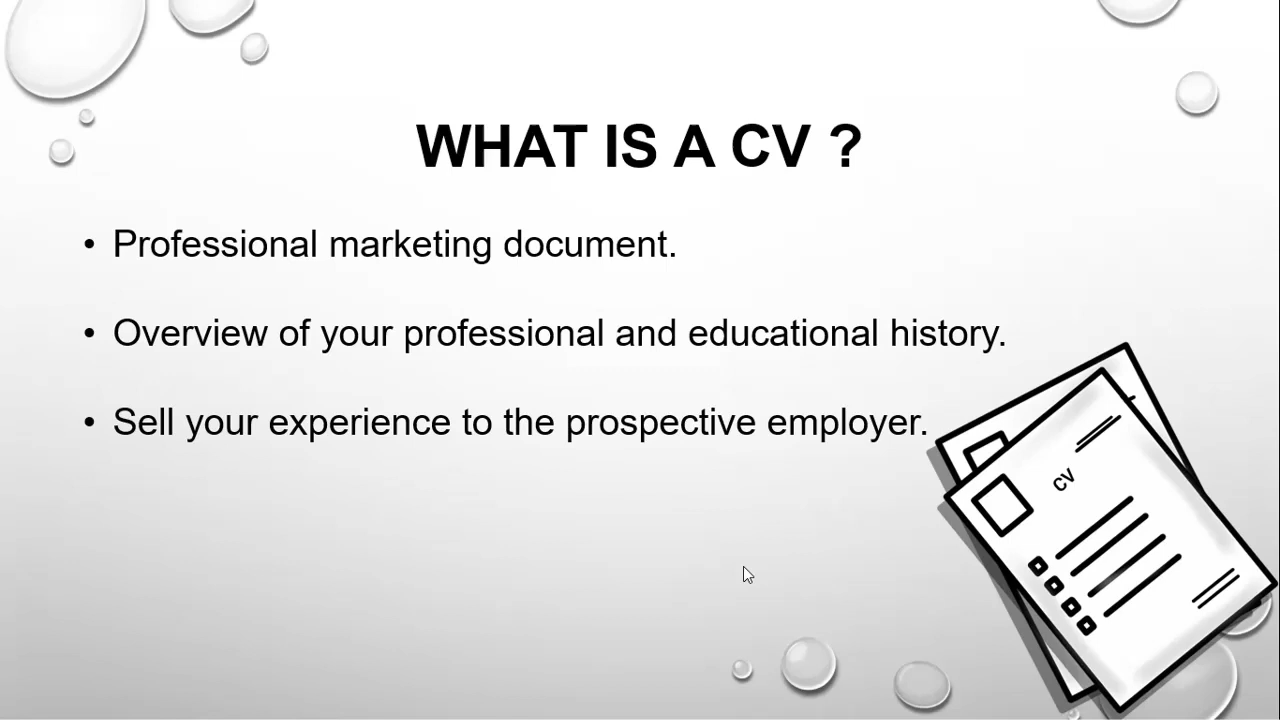 WHAT IS A CV ?
• Professional marketing document.
• Overview of your professional and educational history.
• Sell your experience to the prospective employer.
CV